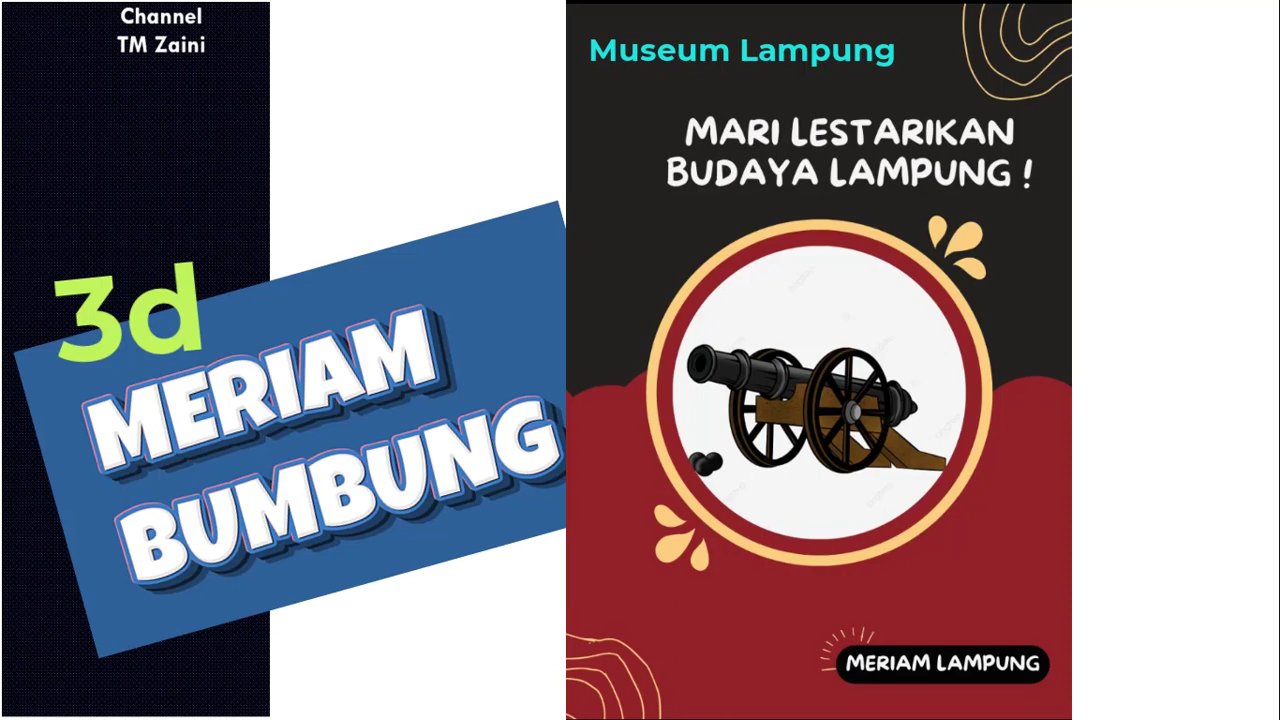 Channel
TM Zaini
3d
MERIAM
BUMBUNG
Museum Lampung
MARI LESTARIKAN
BUDAYA LAMPUNG !
MERIAM LAMPUNG